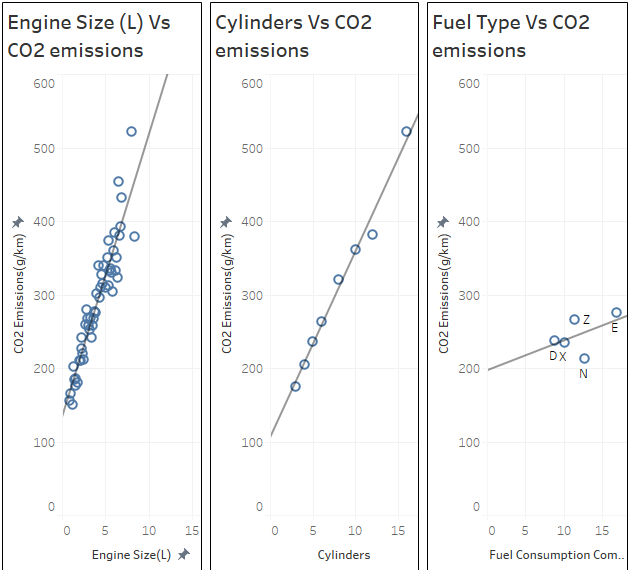 Engine Size (L) Vs
CO2 emissions
600
500
400
300
200
100
0
CO2 Emissions(g/km)
0 5 10 15
Engine Size(L)
Cylinders Vs CO2
emissions
600
500
400
300
200
100
0
CO2 Emissions(g/km)
0 5 10 15
Cylinders
Fuel Type Vs CO2
emissions
600
500
400
300
200
100
0
CO2 Emissions(g/km)
Z
E
D X
N
0 5 10 15
Fuel Consumption Com..